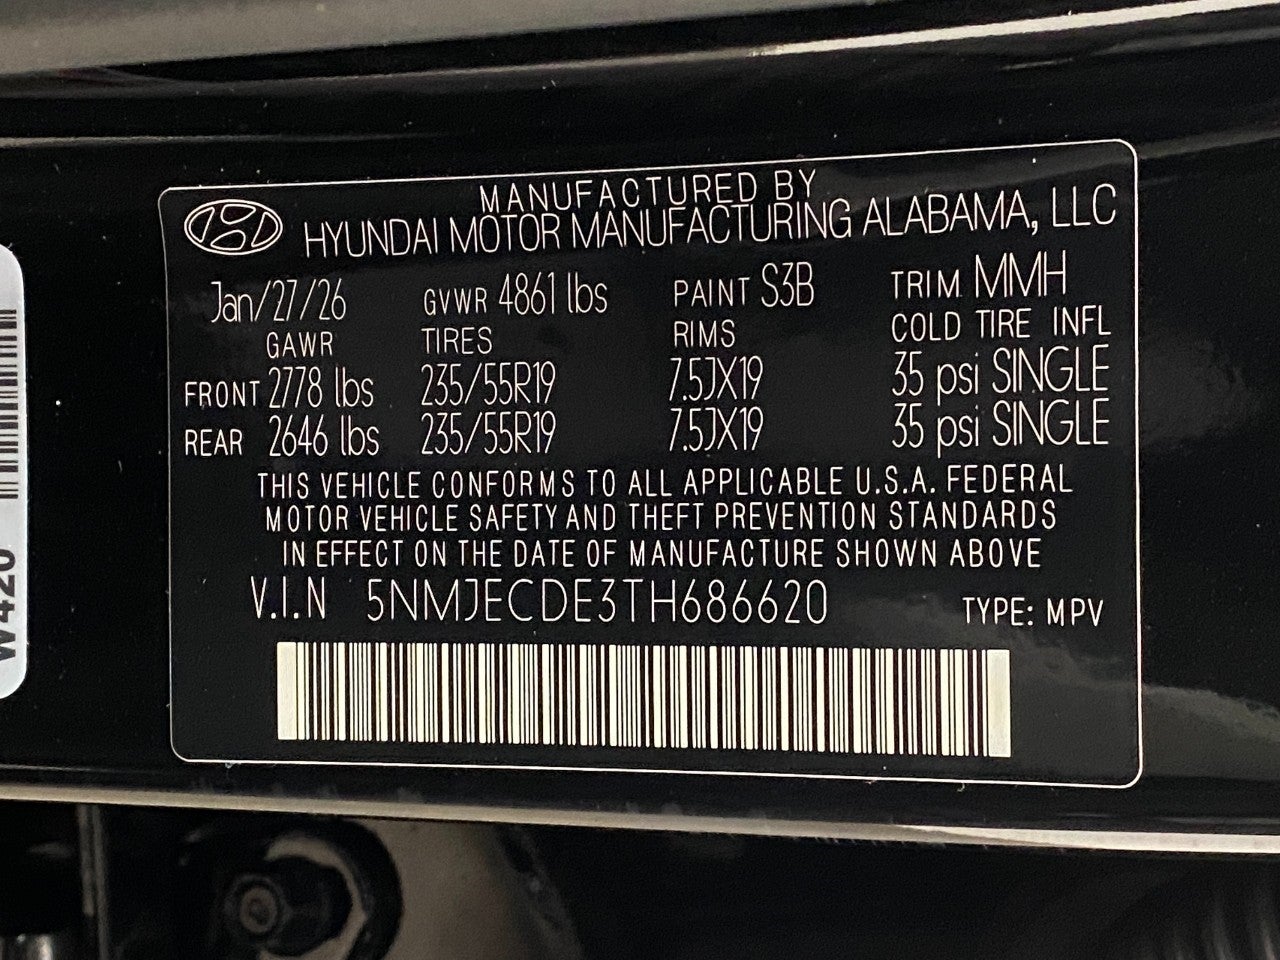 MANUFACTURED BY
HYUNDAI MOTOR MANUFACTURING ALABAMA, LLC
Jan/27/26 GVWR 4861 lbs PAINT S3B TRIM MMH
GAWR TIRES RIMS COLD TIRE INFL
FRONT 2778 lbs 235/55R19 7.5JX19 35 psi SINGLE
REAR 2646 lbs 235/55R19 7.5JX19 35 psi SINGLE
THIS VEHICLE CONFORMS TO ALL APPLICABLE U.S.A. FEDERAL
MOTOR VEHICLE SAFETY AND THEFT PREVENTION STANDARDS
IN EFFECT ON THE DATE OF MANUFACTURE SHOWN ABOVE
V.I.N 5NMJECDE3TH686620 TYPE: MPV